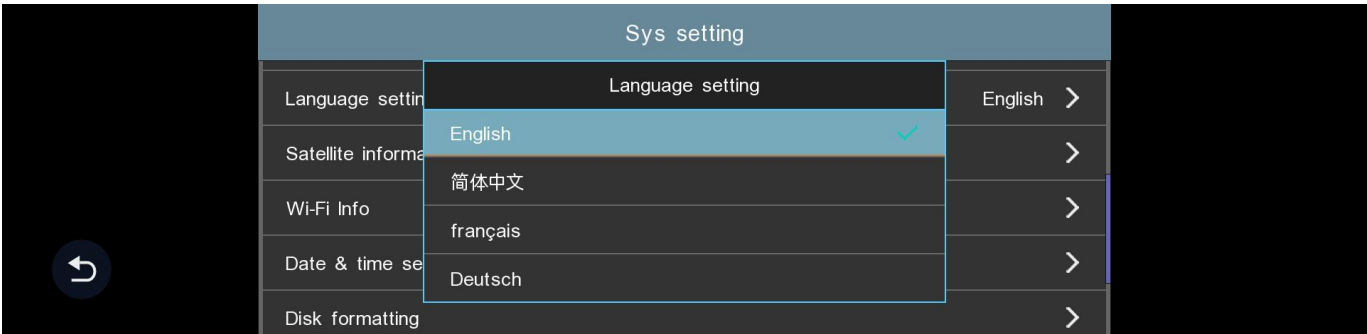 Sys setting
Language setting
Language settin
English
English
Satellite informa
简体中文
Wi-Fi Info
français
Date & time se
Deutsch
Disk formatting